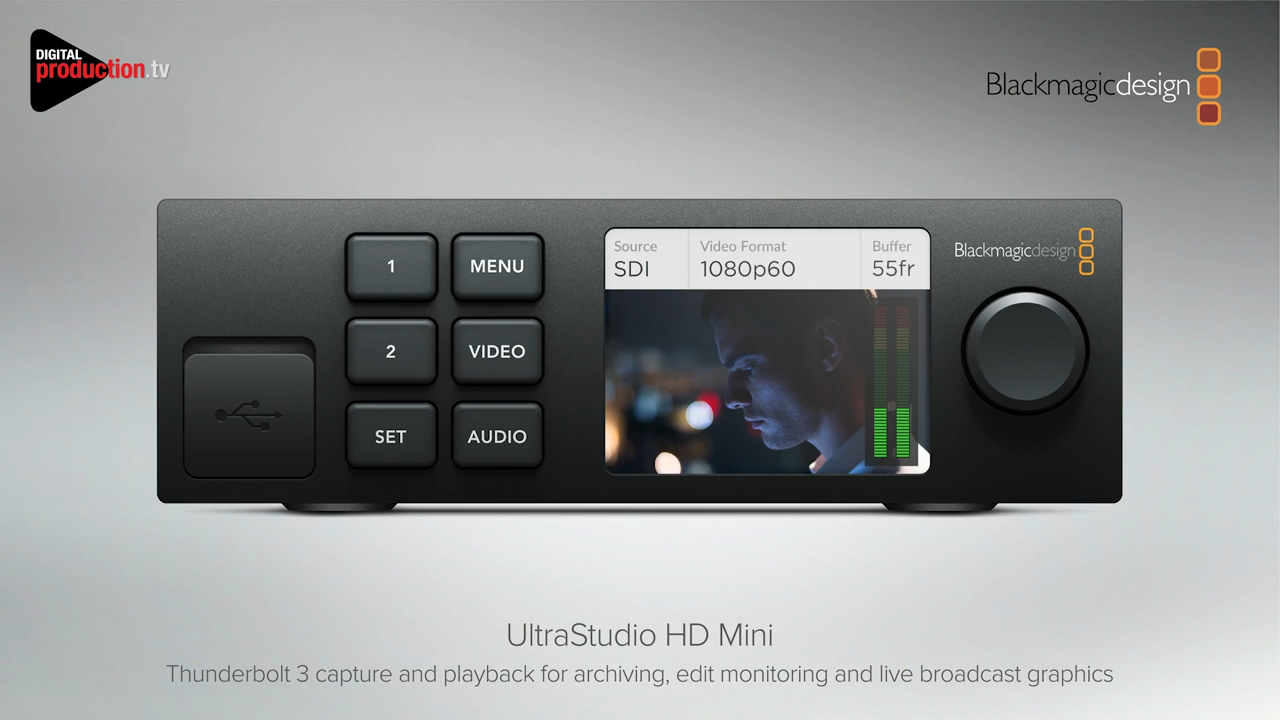 DIGITAL
production.tv
Blackmagicdesign
1
MENU
2
VIDEO
SET
AUDIO
Source
Video Format
Buffer
SDI
1080p60
55fr
Blackmagicdesign
UltraStudio HD Mini
Thunderbolt 3 capture and playback for archiving, edit monitoring and live broadcast graphics